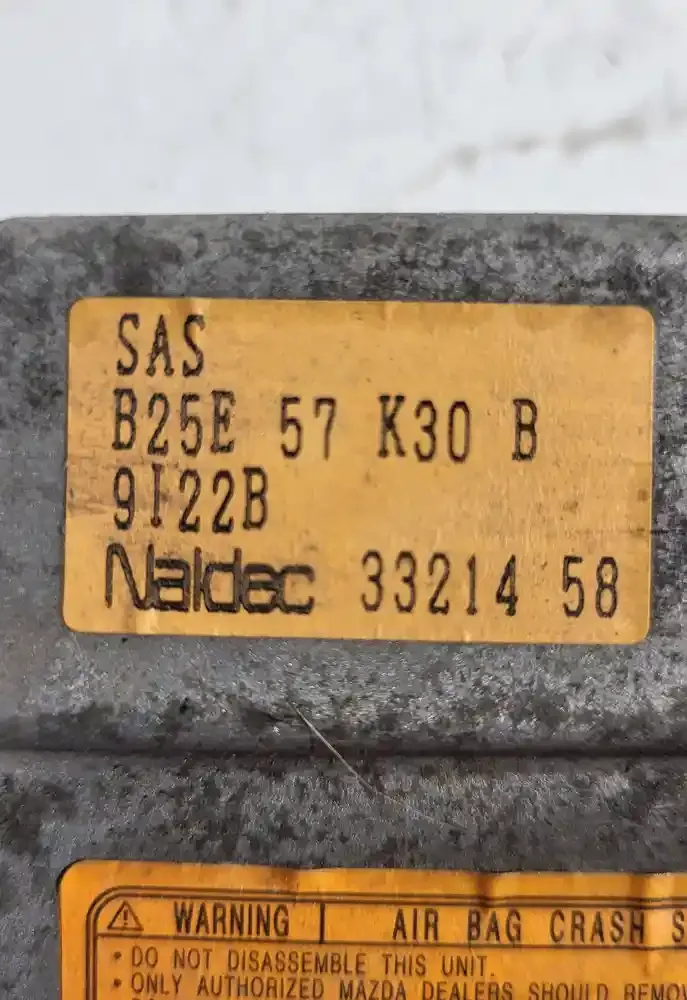 SAS
B25E 57 K30 B
9I22B
Naldec 33214 58
WARNING AIR BAG CRASH
• DO NOT DISASSEMBLE THIS UNIT.
• ONLY AUTHORIZED MAZDA DEALERS SHOULD